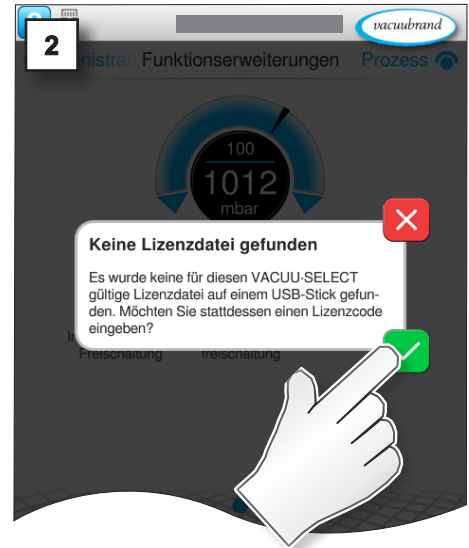 vacuubrand
2
Funktionserweiterungen Prozess
100
1012
mbar
Keine Lizenzdatei gefunden
Es wurde keine für diesen VACUU·SELECT
gültige Lizenzdatei auf einem USB-Stick gefun-
den. Möchten Sie stattdessen einen Lizenzcode
eingeben?
Freischaltung freischaltung